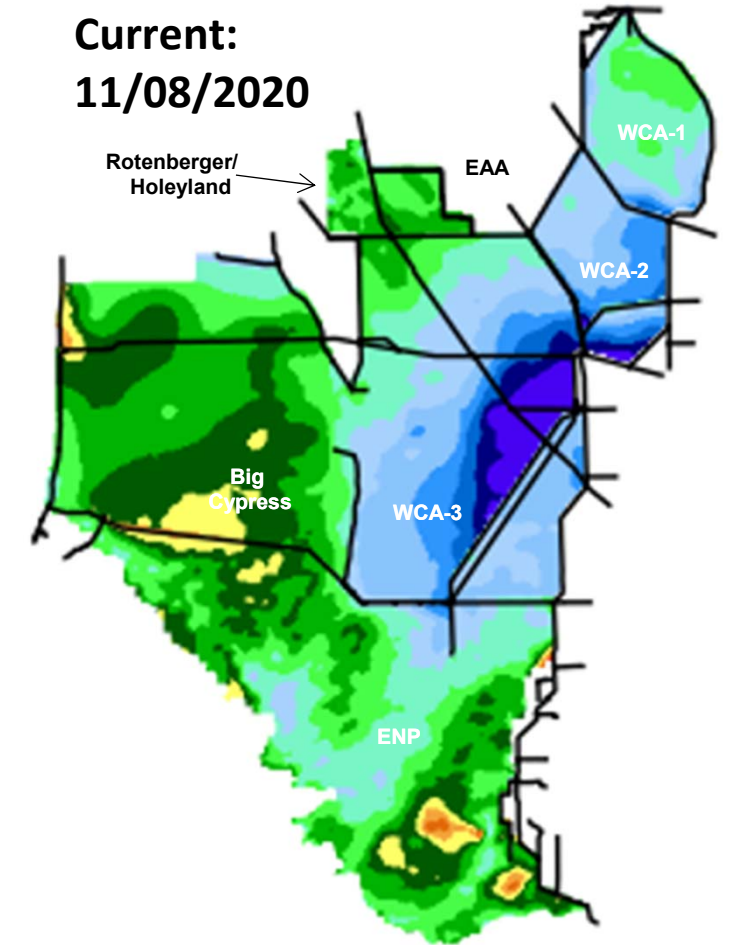 Current:
11/08/2020
WCA-1
Rotenberger/
Holeyland
EAA
WCA-2
Big
Cypress
WCA-3
ENP